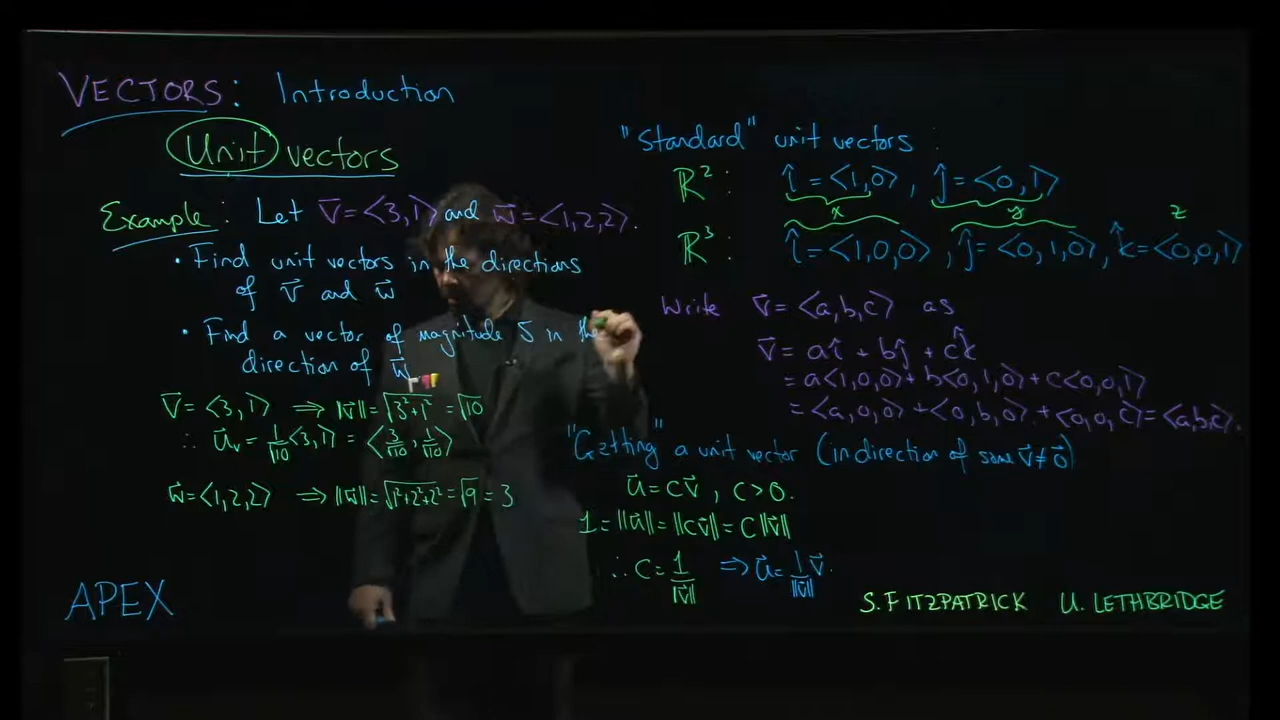 VECTORS: Introduction
Unit vectors
Example: Let v⃗ = <3,1> and w⃗ = <1,2,2>.
• Find unit vectors in the directions
of v⃗ and w⃗
• Find a vector of magnitude 5 in the
direction of w⃗
v⃗ = <3,1> ⇒ ||v⃗|| = √(3²+1²) = √10
∴ u⃗ᵥ = 1/√10 <3,1> = <3/√10, 1/√10>
w⃗ = <1,2,2> ⇒ ||w⃗|| = √(1²+2²+2²) = √9 = 3
APEX
"Standard" unit vectors:
ℝ²: î = <1,0>, ĵ = <0,1>
x y z
ℝ³: î = <1,0,0>, ĵ = <0,1,0>, k̂ = <0,0,1>
Write v⃗ = <a,b,c> as
v⃗ = aî + bĵ + ck̂
= a<1,0,0> + b<0,1,0> + c<0,0,1>
= <a,0,0> + <0,b,0> + <0,0,c> = <a,b,c>.
"Getting" a unit vector (in direction of some v⃗ ≠ 0⃗)
u⃗ = cv⃗, c>0.
1 = ||u⃗|| = ||cv⃗|| = c||v⃗||
∴ c = 1/||v⃗|| ⇒ u⃗ = 1/||v⃗|| v⃗.
S. FITZPATRICK U. LETHBRIDGE